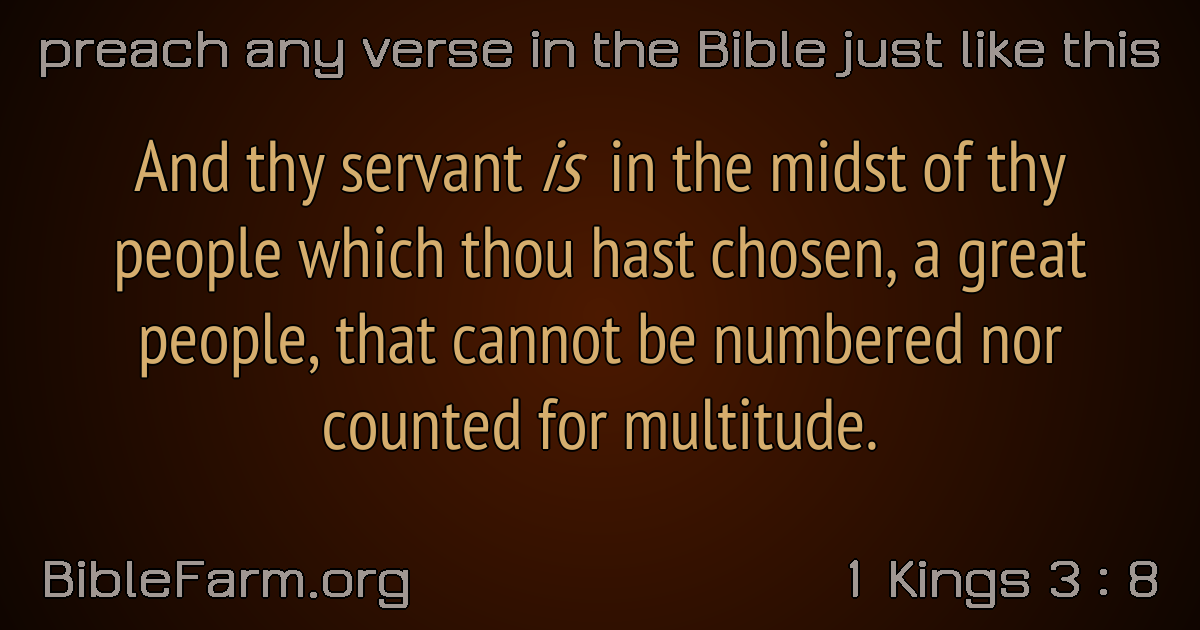 preach any verse in the Bible just like this
And thy servant is in the midst of thy
people which thou hast chosen, a great
people, that cannot be numbered nor
counted for multitude.
BibleFarm.org
1 Kings 3 : 8